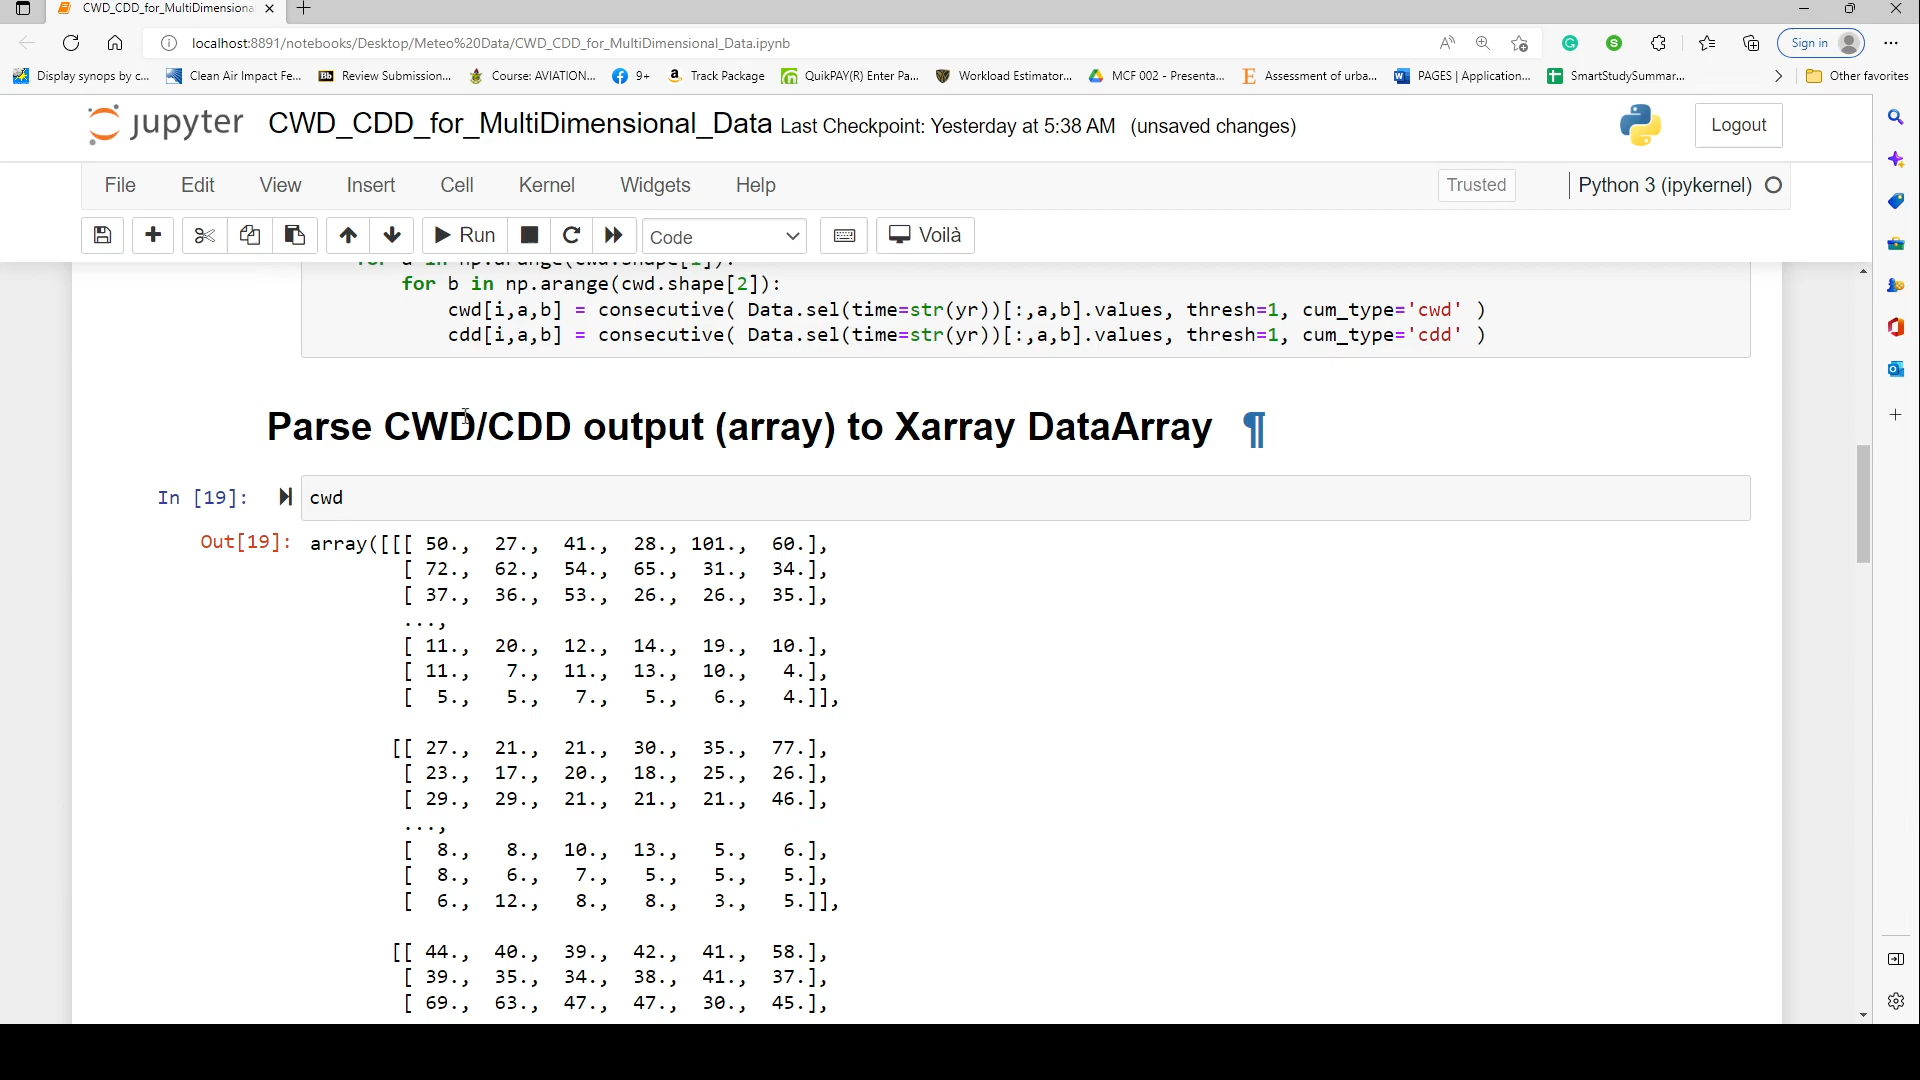 CWD_CDD_for_MultiDimensiona
localhost:8891/notebooks/Desktop/Meteo%20Data/CWD_CDD_for_MultiDimensional_Data.ipynb
Sign in
Display synops by c...
Clean Air Impact Fe...
Bb Review Submission...
Course: AVIATION...
9+
Track Package
QuikPAY(R) Enter Pa...
Workload Estimator...
MCF 002 - Presenta...
E Assessment of urba...
PAGES | Application...
SmartStudySummar...
Other favorites
jupyter CWD_CDD_for_MultiDimensional_Data Last Checkpoint: Yesterday at 5:38 AM (unsaved changes)
Logout
File Edit View Insert Cell Kernel Widgets Help
Trusted
Python 3 (ipykernel)
Run
Code
Voilà
for a in np.arange(cwd.shape[1]):
for b in np.arange(cwd.shape[2]):
cwd[i,a,b] = consecutive( Data.sel(time=str(yr))[:,a,b].values, thresh=1, cum_type='cwd' )
cdd[i,a,b] = consecutive( Data.sel(time=str(yr))[:,a,b].values, thresh=1, cum_type='cdd' )
Parse CWD/CDD output (array) to Xarray DataArray ¶
In [19]: cwd
Out[19]: array([[[ 50., 27., 41., 28., 101., 60.],
[ 72., 62., 54., 65., 31., 34.],
[ 37., 36., 53., 26., 26., 35.],
...,
[ 11., 20., 12., 14., 19., 10.],
[ 11., 7., 11., 13., 10., 4.],
[ 5., 5., 7., 5., 6., 4.]],
[[ 27., 21., 21., 30., 35., 77.],
[ 23., 17., 20., 18., 25., 26.],
[ 29., 29., 21., 21., 21., 46.],
...,
[ 8., 8., 10., 13., 5., 6.],
[ 8., 6., 7., 5., 5., 5.],
[ 6., 12., 8., 8., 3., 5.]],
[[ 44., 40., 39., 42., 41., 58.],
[ 39., 35., 34., 38., 41., 37.],
[ 69., 63., 47., 47., 30., 45.],